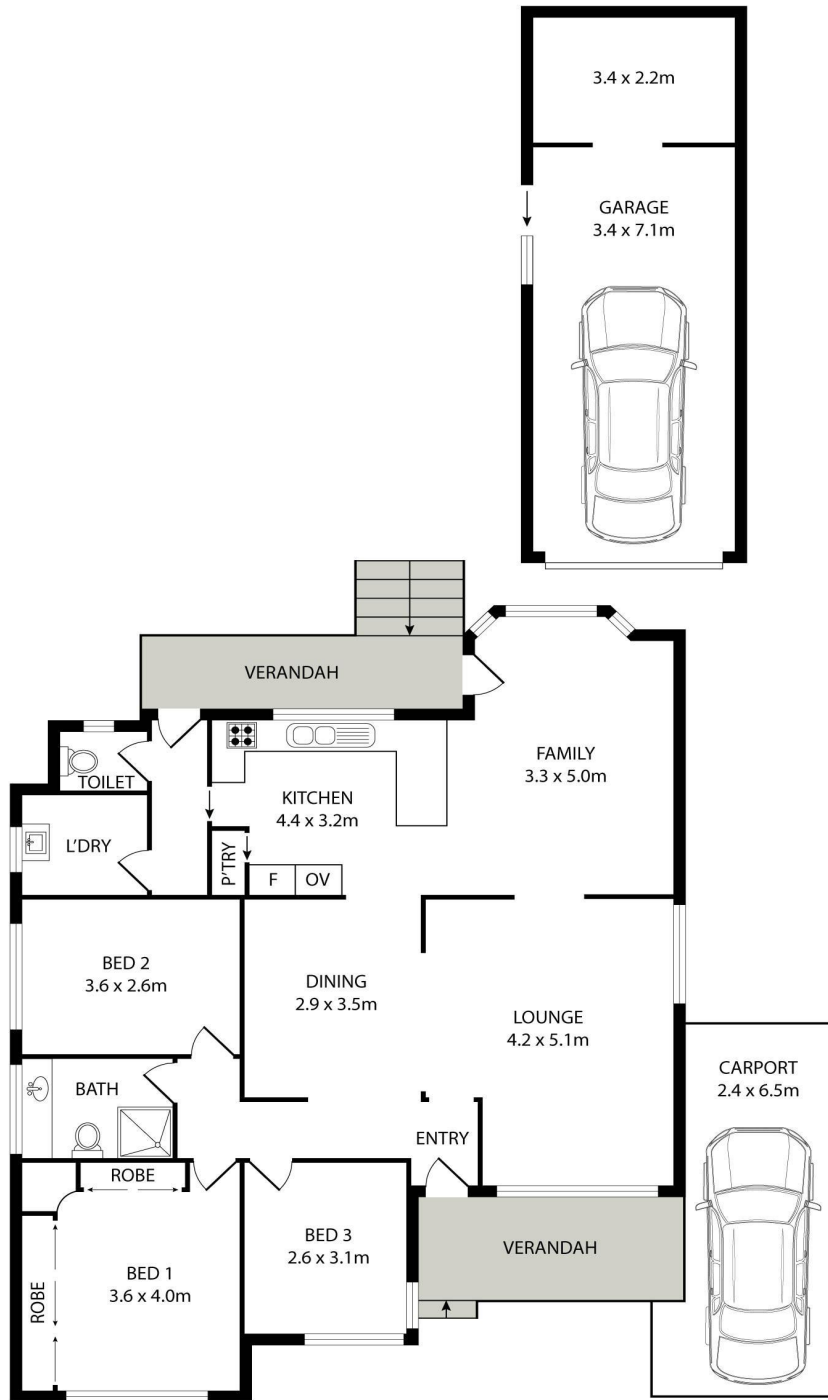 3.4 x 2.2m
GARAGE
3.4 x 7.1m
VERANDAH
FAMILY
3.3 x 5.0m
TOILET
KITCHEN
4.4 x 3.2m
L'DRY
P'TRY
F
OV
BED 2
3.6 x 2.6m
DINING
2.9 x 3.5m
LOUNGE
4.2 x 5.1m
CARPORT
2.4 x 6.5m
BATH
ENTRY
ROBE
BED 3
2.6 x 3.1m
VERANDAH
BED 1
3.6 x 4.0m
ROBE